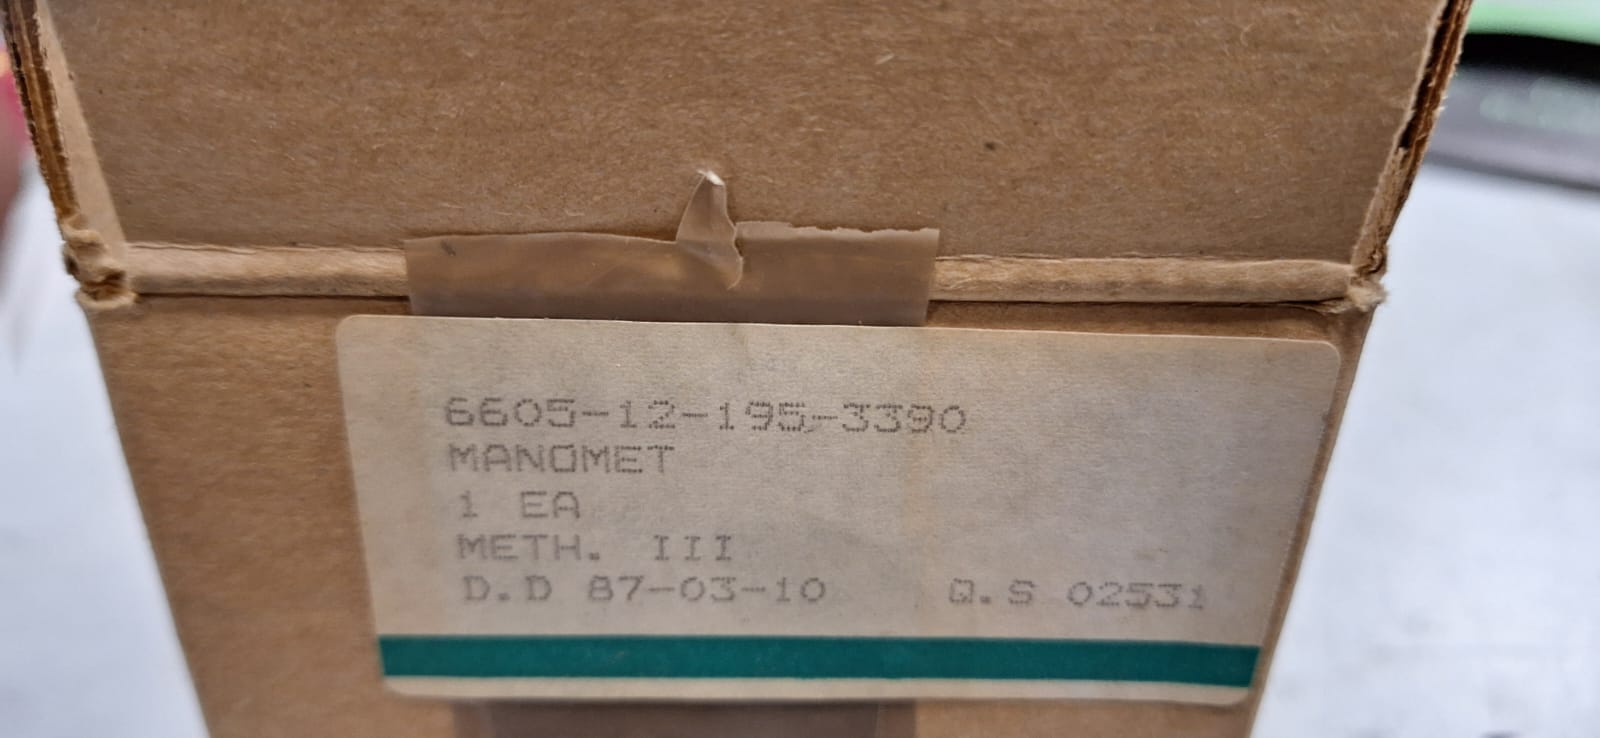 6605-12-195-3390
MANOMET
1 EA
METH. III
D.D 87-03-10 Q.S 02531